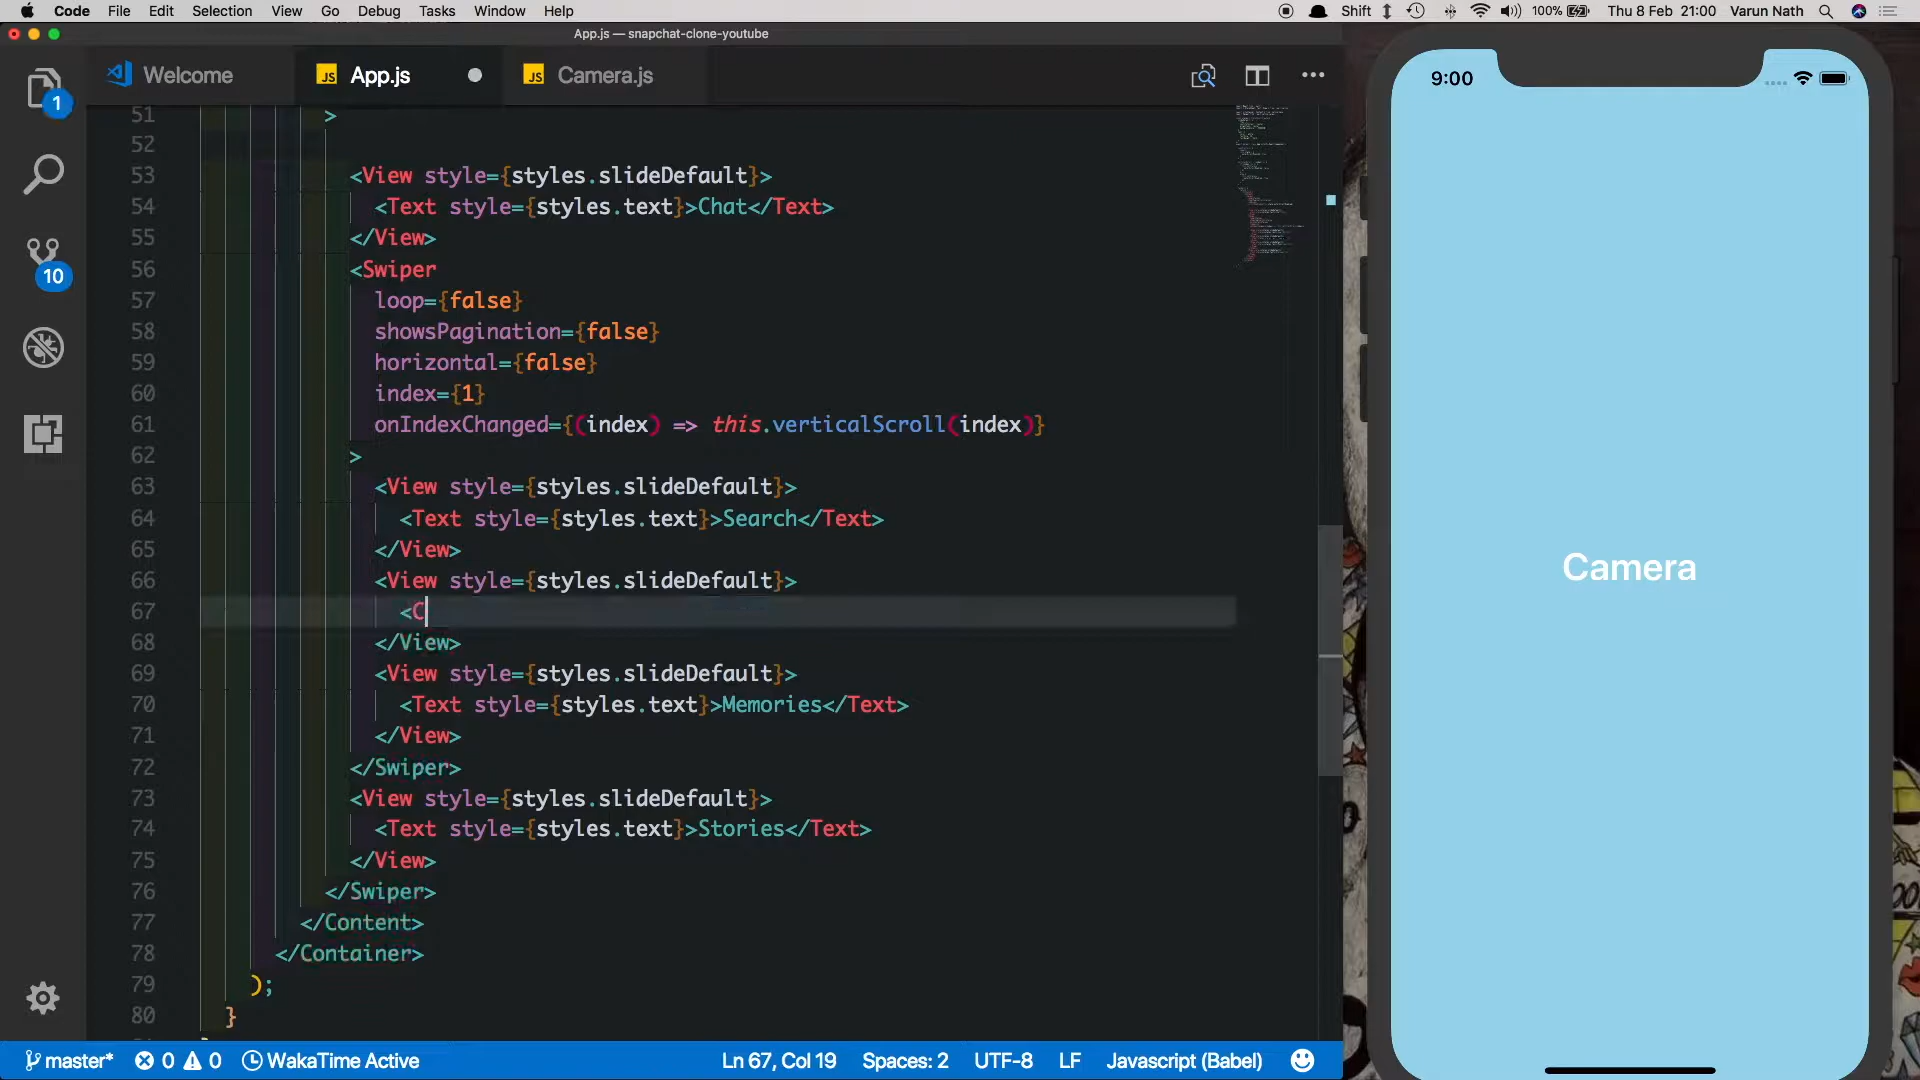 Code File Edit Selection View Go Debug Tasks Window Help Shift 100% Thu 8 Feb 21:00 Varun Nath
App.js — snapchat-clone-youtube
Welcome JS App.js JS Camera.js
9:00
1
10
51 >
52
53 <View style={styles.slideDefault}>
54 <Text style={styles.text}>Chat</Text>
55 </View>
56 <Swiper
57 loop={false}
58 showsPagination={false}
59 horizontal={false}
60 index={1}
61 onIndexChanged={(index) => this.verticalScroll(index)}
62 >
63 <View style={styles.slideDefault}>
64 <Text style={styles.text}>Search</Text>
65 </View>
66 <View style={styles.slideDefault}>
67 <C
68 </View>
69 <View style={styles.slideDefault}>
70 <Text style={styles.text}>Memories</Text>
71 </View>
72 </Swiper>
73 <View style={styles.slideDefault}>
74 <Text style={styles.text}>Stories</Text>
75 </View>
76 </Swiper>
77 </Content>
78 </Container>
79 );
80 }
Camera
master* 0 0 WakaTime Active Ln 67, Col 19 Spaces: 2 UTF-8 LF Javascript (Babel)